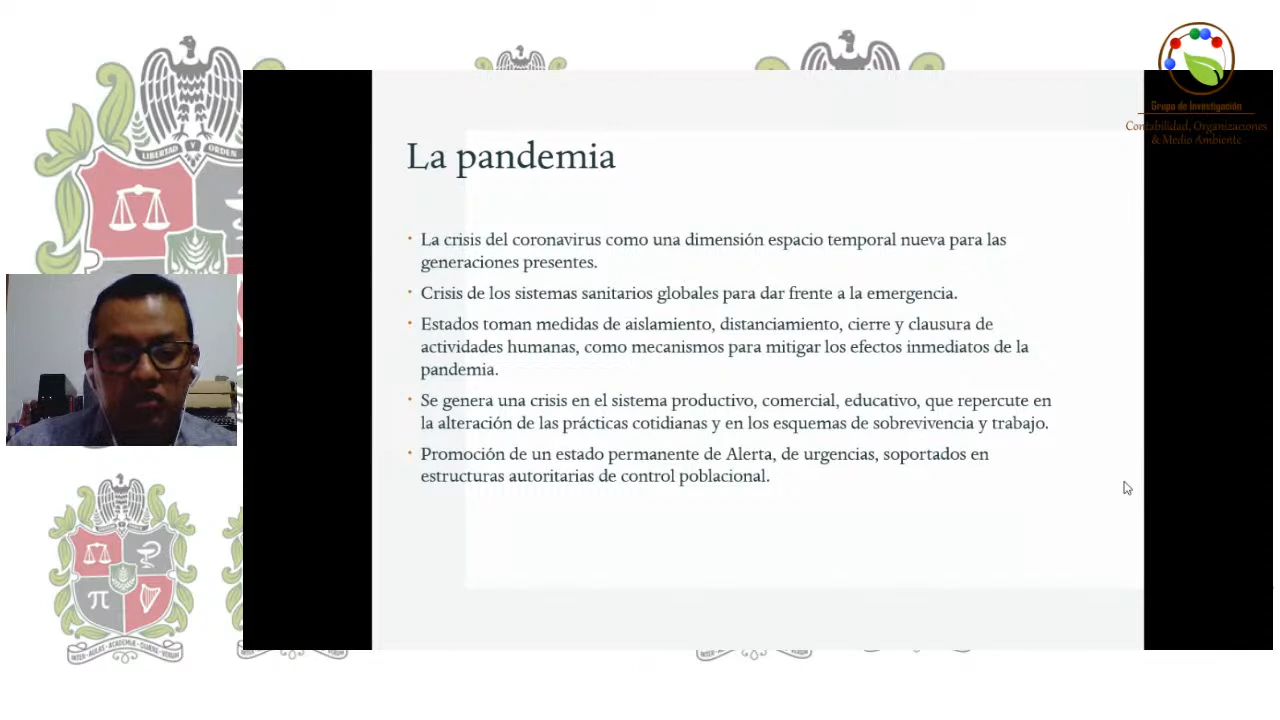 LIBERTAD Y ORDEN
Grupo de Investigación
Contabilidad, Organizaciones
& Medio Ambiente
La pandemia
• La crisis del coronavirus como una dimensión espacio temporal nueva para las
generaciones presentes.
• Crisis de los sistemas sanitarios globales para dar frente a la emergencia.
• Estados toman medidas de aislamiento, distanciamiento, cierre y clausura de
actividades humanas, como mecanismos para mitigar los efectos inmediatos de la
pandemia.
• Se genera una crisis en el sistema productivo, comercial, educativo, que repercute en
la alteración de las prácticas cotidianas y en los esquemas de sobrevivencia y trabajo.
• Promoción de un estado permanente de Alerta, de urgencias, soportados en
estructuras autoritarias de control poblacional.
π
INTER · AULAS · ACADEMIÆ · QUÆRE · VERUM